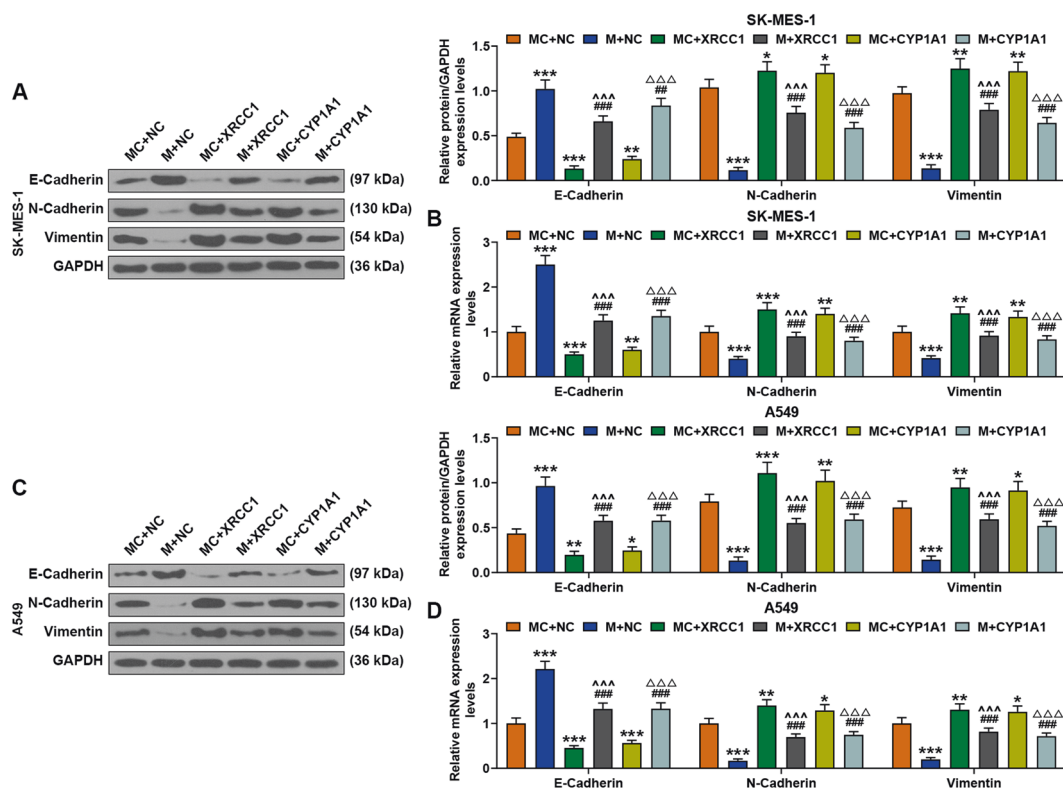 A
MC+NC M+NC MC+XRCC1 M+XRCC1 MC+CYP1A1 M+CYP1A1
SK-MES-1
E-Cadherin (97 kDa)
N-Cadherin (130 kDa)
Vimentin (54 kDa)
GAPDH (36 kDa)
SK-MES-1
MC+NC M+NC MC+XRCC1 M+XRCC1 MC+CYP1A1 M+CYP1A1
Relative protein/GAPDH
expression levels
1.5
1.0
0.5
0.0
*** *** ^^^ ### ** △△△ ##
*** * ^^^ ### * △△△ ###
*** ** ^^^ ### ** △△△ ###
E-Cadherin N-Cadherin Vimentin
B
SK-MES-1
MC+NC M+NC MC+XRCC1 M+XRCC1 MC+CYP1A1 M+CYP1A1
Relative mRNA expression
levels
3
2
1
0
*** *** ^^^ ### ** △△△ ###
*** *** ^^^ ### ** △△△ ###
*** ** ^^^ ### ** △△△ ###
E-Cadherin N-Cadherin Vimentin
C
MC+NC M+NC MC+XRCC1 M+XRCC1 MC+CYP1A1 M+CYP1A1
A549
E-Cadherin (97 kDa)
N-Cadherin (130 kDa)
Vimentin (54 kDa)
GAPDH (36 kDa)
A549
MC+NC M+NC MC+XRCC1 M+XRCC1 MC+CYP1A1 M+CYP1A1
Relative protein/GAPDH
expression levels
1.5
1.0
0.5
0.0
*** ** ^^^ ### * △△△ ###
*** *** ^^^ ### ** △△△ ###
*** ** ^^^ ### * △△△ ###
E-Cadherin N-Cadherin Vimentin
D
A549
MC+NC M+NC MC+XRCC1 M+XRCC1 MC+CYP1A1 M+CYP1A1
Relative mRNA expression
levels
3
2
1
0
*** *** ^^^ ### *** △△△ ###
*** ** ^^^ ### * △△△ ###
*** ** ^^^ ### * △△△ ###
E-Cadherin N-Cadherin Vimentin